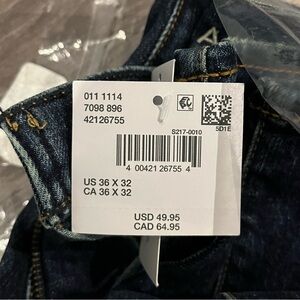 011 1114
7098 896
42126755
5D1E
S217-0010
4 00421 26755 4
US 36 X 32
CA 36 X 32
USD 49.95
CAD 64.95